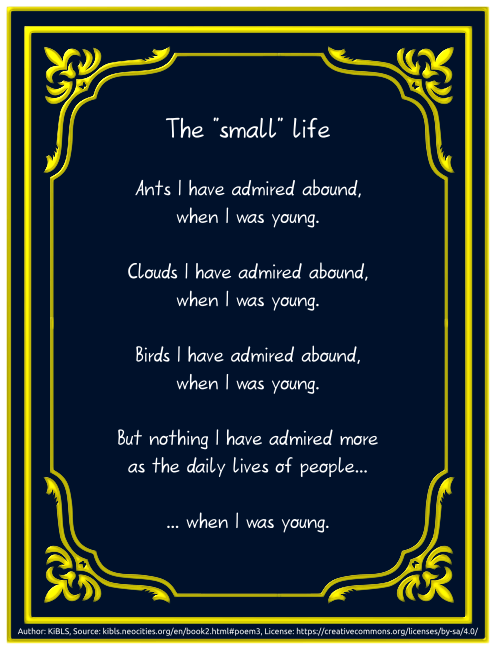 The "small" life
Ants I have admired abound,
when I was young.
Clouds I have admired abound,
when I was young.
Birds I have admired abound,
when I was young.
But nothing I have admired more
as the daily lives of people...
... when I was young.
Author: KiBLS, Source: kibls.neocities.org/en/book2.html#poem3, License: https://creativecommons.org/licenses/by-sa/4.0/